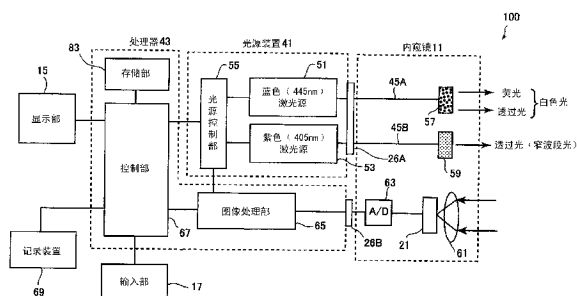 100
处理器43
光源装置41
内窥镜11
83
存储部
55
51
蓝色(445nm)
激光源
45A
荧光
透过光
白色光
57
15
显示部
光源控制部
紫色(405nm)
激光源
53
26A
45B
透过光(窄波段光)
59
控制部
67
图像处理部
65
26B
63
A/D
21
61
记录装置
69
输入部
17